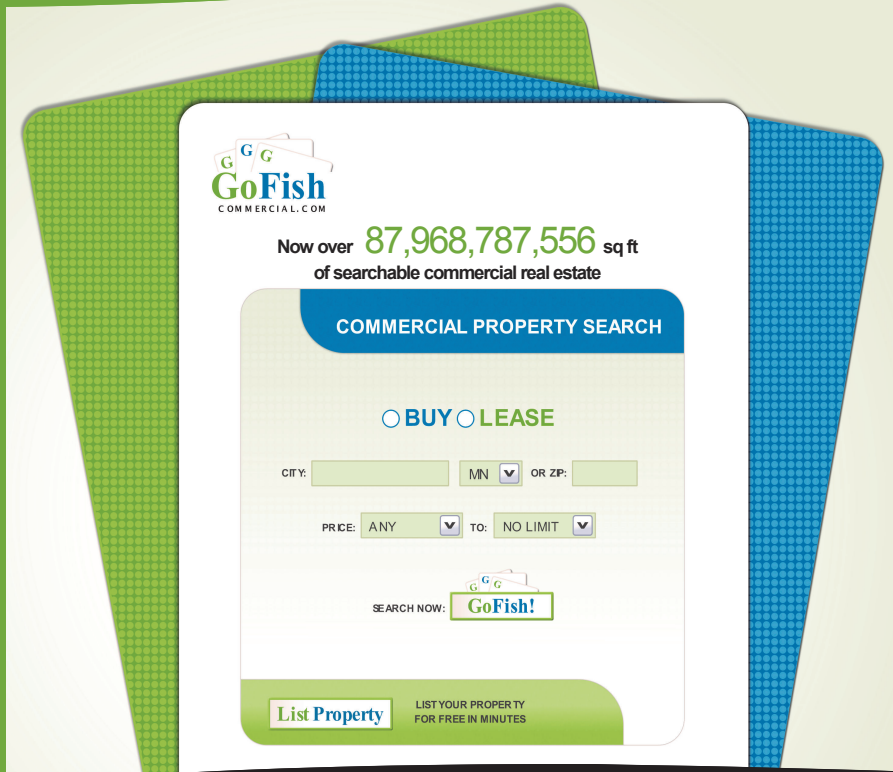 G G G
GoFish
COMMERCIAL.COM
Now over 87,968,787,556 sq ft
of searchable commercial real estate
COMMERCIAL PROPERTY SEARCH
BUY LEASE
CITY: MN OR ZIP:
PRICE: ANY TO: NO LIMIT
G G G
SEARCH NOW: GoFish!
List Property
LIST YOUR PROPERTY
FOR FREE IN MINUTES